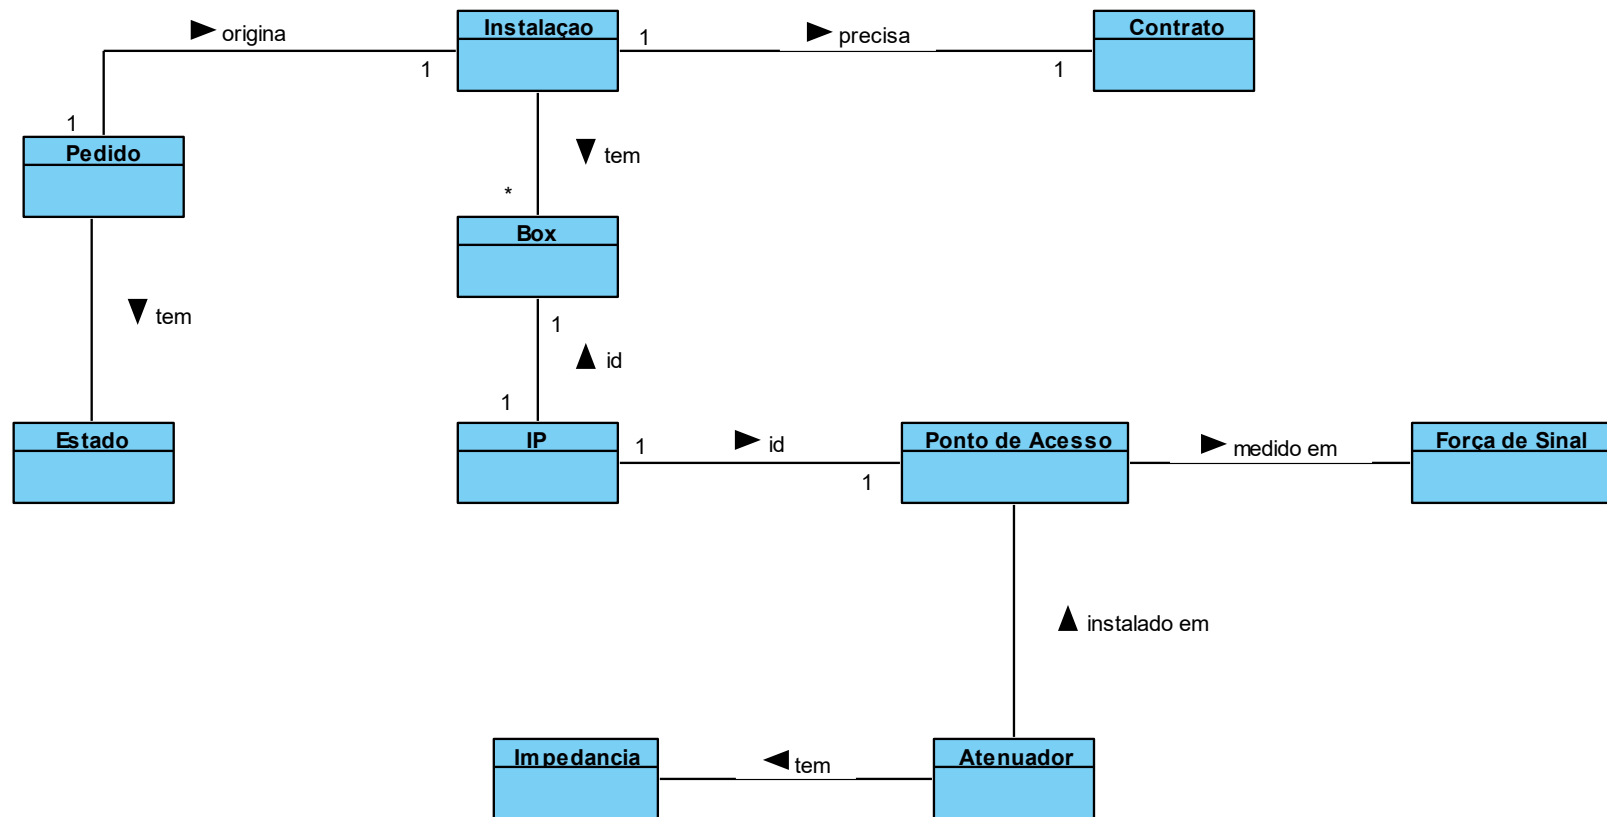 Instalaçao
Contrato
origina
1
precisa
1
1
1
Pedido
tem
*
Box
tem
1
id
1
Estado
IP
1
id
1
Ponto de Acesso
medido em
Força de Sinal
instalado em
Impedancia
tem
Atenuador